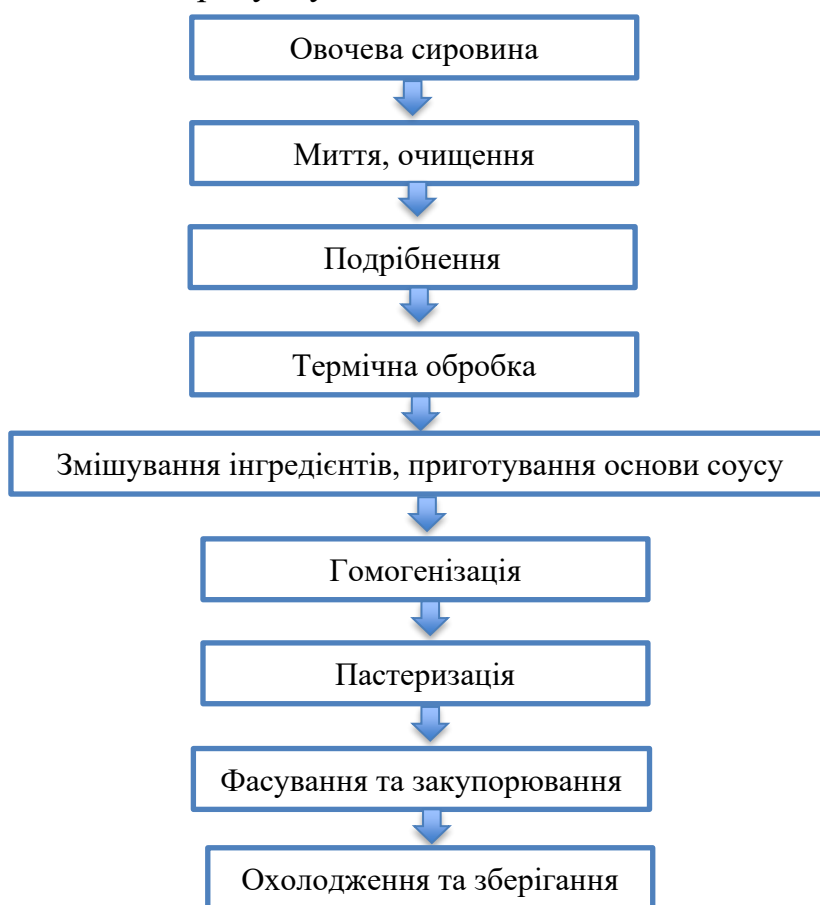 Овочева сировина
Миття, очищення
Подрібнення
Термічна обробка
Змішування інгредієнтів, приготування основи соусу
Гомогенізація
Пастеризація
Фасування та закупорювання
Охолодження та зберігання